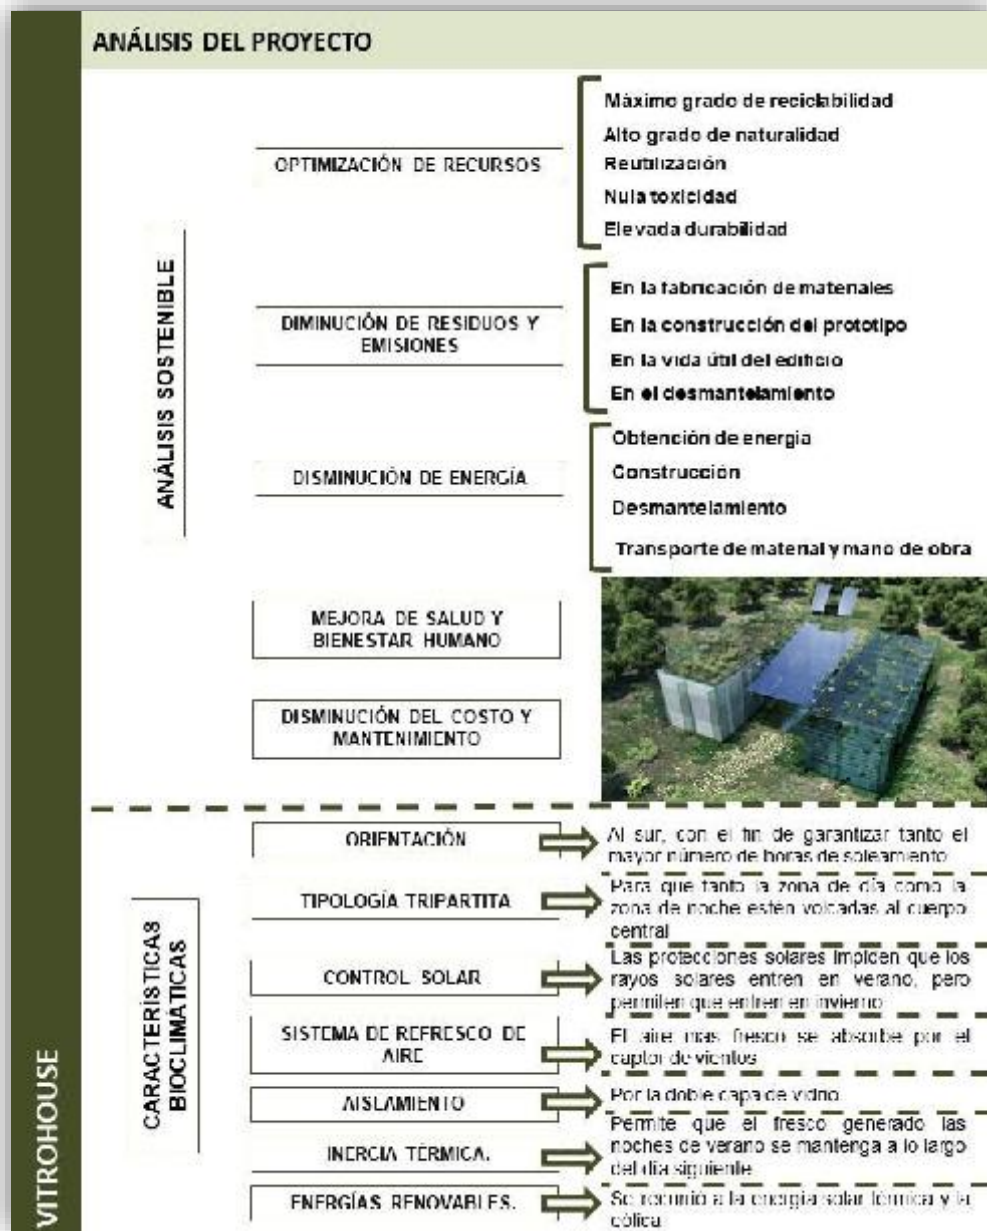 ANÁLISIS DEL PROYECTO
ANÁLISIS SOSTENIBLE
OPTIMIZACIÓN DE RECURSOS
Máximo grado de reciclabilidad
Alto grado de naturalidad
Reutilización
Nula toxicidad
Elevada durabilidad
DIMINUCIÓN DE RESIDUOS Y
EMISIONES
En la fabricación de materiales
En la construcción del prototipo
En la vida útil del edificio
En el desmantelamiento
DISMINUCIÓN DE ENERGÍA
Obtención de energía
Construcción
Desmantelamiento
Transporte de material y mano de obra
MEJORA DE SALUD Y
BIENESTAR HUMANO
DISMINUCIÓN DEL COSTO Y
MANTENIMIENTO
CARACTERÍSTICAS
BIOCLIMÁTICAS
ORIENTACIÓN
Al sur, con el fin de garantizar tanto el
mayor número de horas de soleamiento
TIPOLOGÍA TRIPARTITA
Para que tanto la zona de día como la
zona de noche estén volcadas al cuerpo
central
CONTROL SOLAR
Las protecciones solares impiden que los
rayos solares entren en verano, pero
permiten que entren en invierno
SISTEMA DE REFRESCO DE
AIRE
El aire mas fresco se absorbe por el
captor de vientos
AISLAMIENTO
Por la doble capa de vidrio
INERCIA TÉRMICA.
Permite que el fresco generado las
noches de verano se mantenga a lo largo
del día siguiente
ENERGÍAS RENOVABLES.
Se recurrió a la energía solar térmica y la
eólica
VITROHOUSE